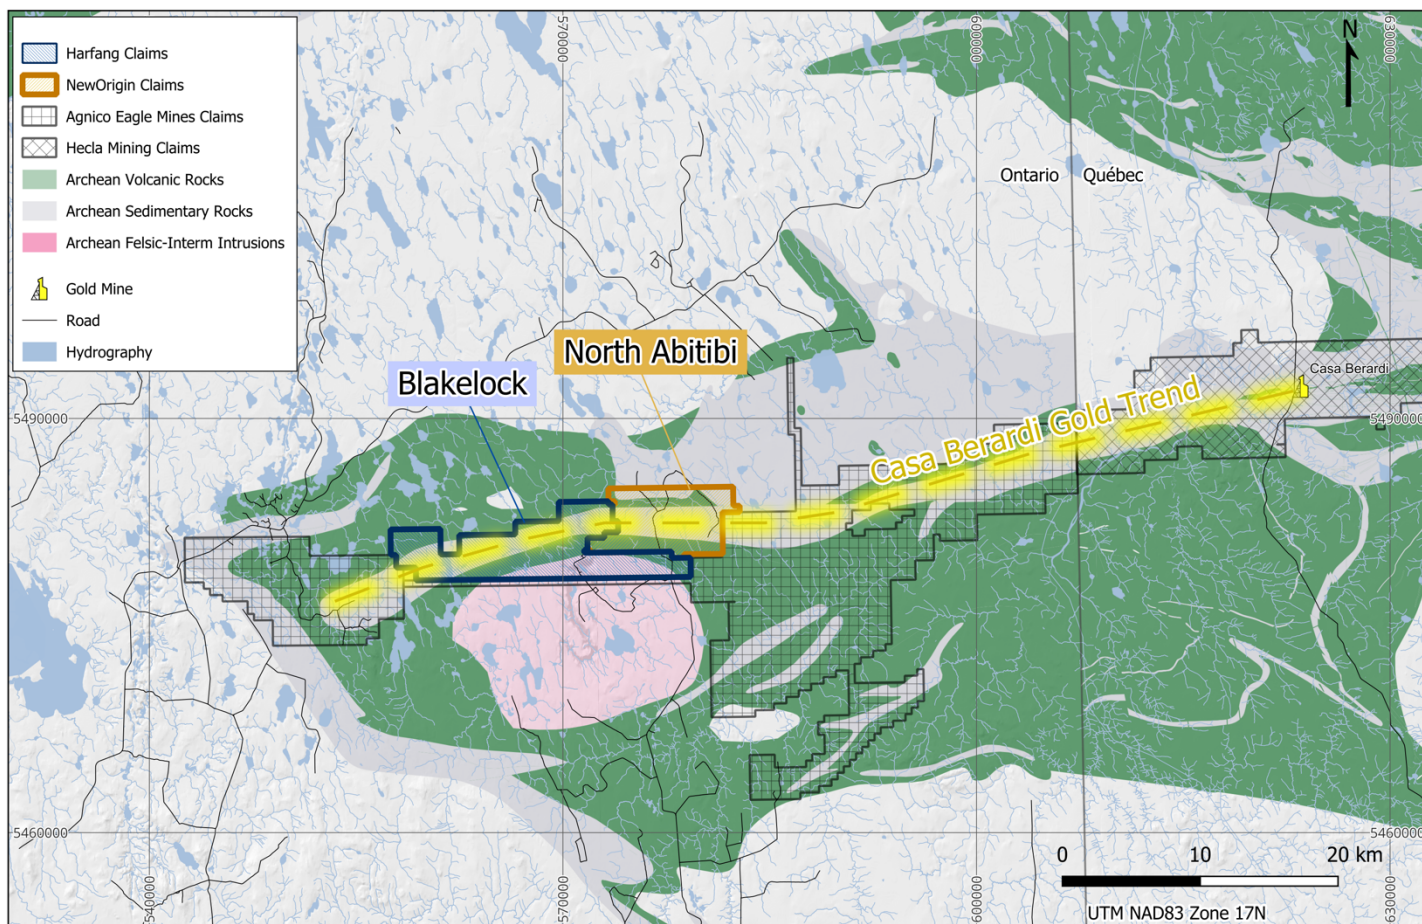 Harfang Claims
NewOrigin Claims
Agnico Eagle Mines Claims
Hecla Mining Claims
Archean Volcanic Rocks
Archean Sedimentary Rocks
Archean Felsic-Interm Intrusions
Gold Mine
Road
Hydrography
570000
600000
630000
N
Ontario
Québec
North Abitibi
Blakelock
Casa Berardi
Casa Berardi Gold Trend
5490000
5490000
5460000
5460000
0 10 20 km
540000
570000
600000
630000
UTM NAD83 Zone 17N